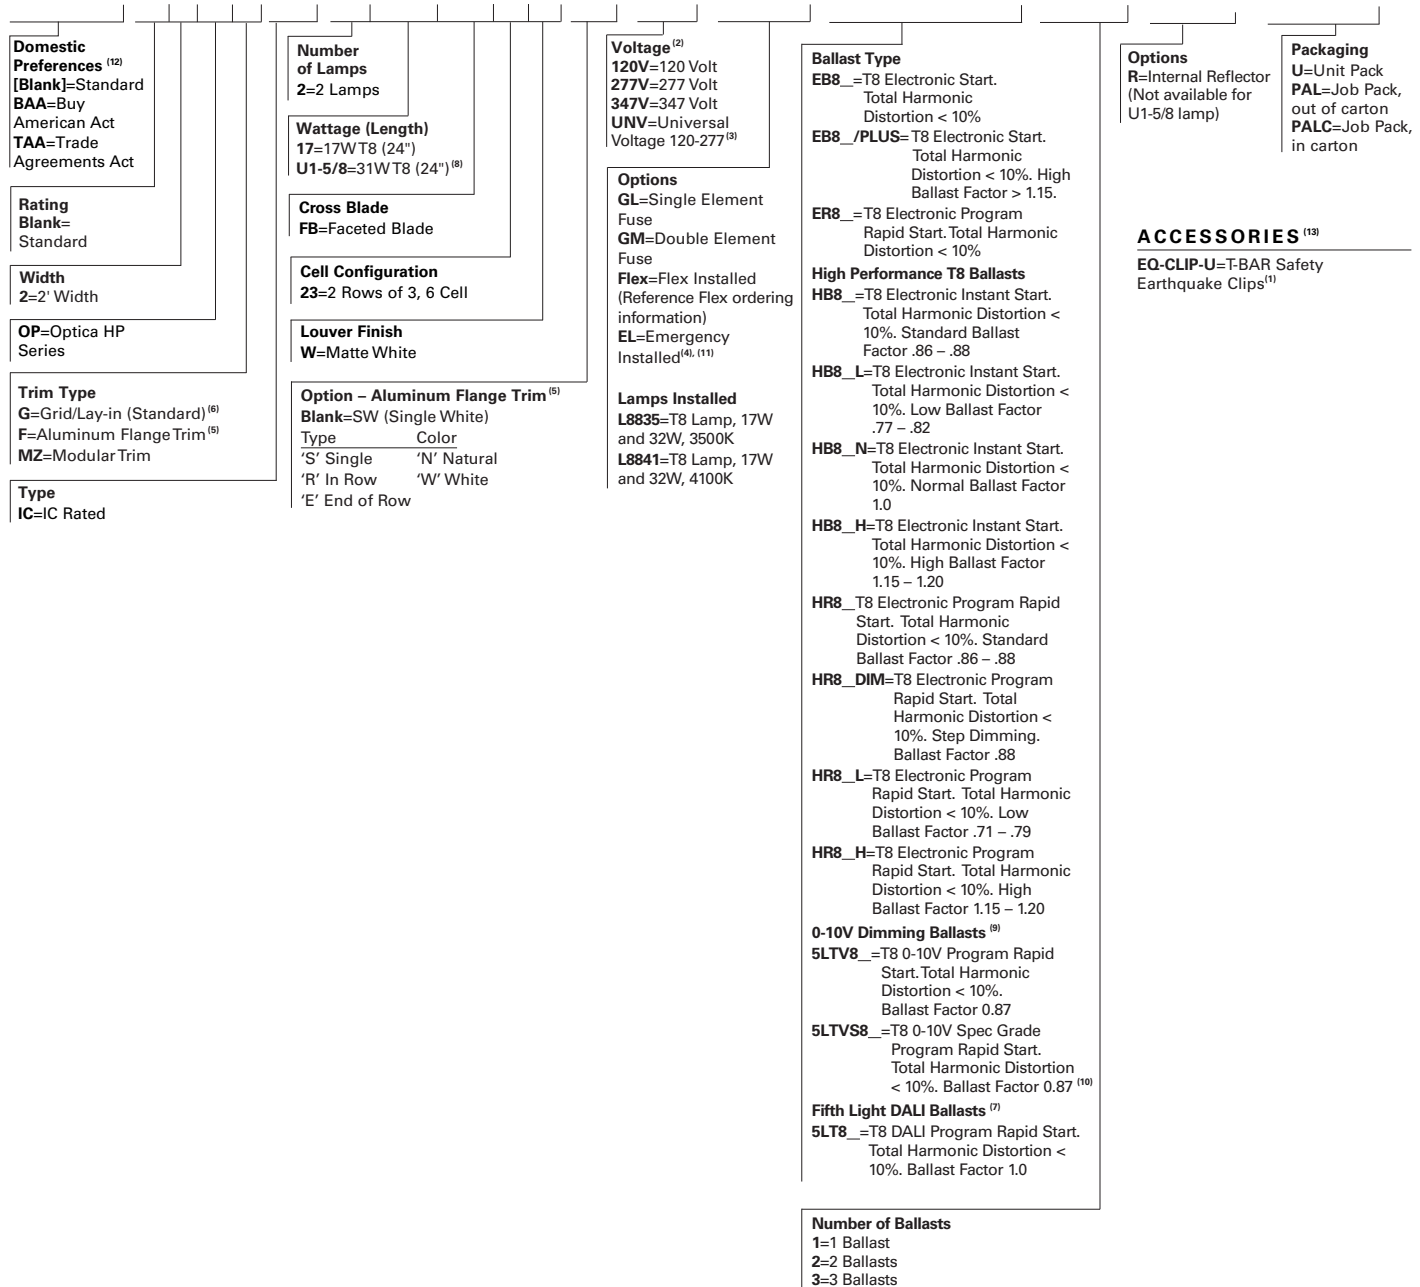 Domestic
Preferences (12)
[Blank]=Standard
BAA=Buy
American Act
TAA=Trade
Agreements Act
Rating
Blank=
Standard
Width
2=2' Width
OP=Optica HP
Series
Trim Type
G=Grid/Lay-in (Standard) (6)
F=Aluminum Flange Trim (5)
MZ=Modular Trim
Type
IC=IC Rated
Number
of Lamps
2=2 Lamps
Wattage (Length)
17=17W T8 (24")
U1-5/8=31W T8 (24") (8)
Cross Blade
FB=Faceted Blade
Cell Configuration
23=2 Rows of 3, 6 Cell
Louver Finish
W=Matte White
Option – Aluminum Flange Trim (5)
Blank=SW (Single White)
Type Color
‘S’ Single ‘N’ Natural
‘R’ In Row ‘W’ White
‘E’ End of Row
Voltage (2)
120V=120 Volt
277V=277 Volt
347V=347 Volt
UNV=Universal
Voltage 120-277 (3)
Options
GL=Single Element
Fuse
GM=Double Element
Fuse
Flex=Flex Installed
(Reference Flex ordering
information)
EL=Emergency
Installed (4), (11)
Lamps Installed
L8835=T8 Lamp, 17W
and 32W, 3500K
L8841=T8 Lamp, 17W
and 32W, 4100K
Ballast Type
EB8_=T8 Electronic Start.
Total Harmonic
Distortion < 10%
EB8_/PLUS=T8 Electronic Start.
Total Harmonic
Distortion < 10%. High
Ballast Factor > 1.15.
ER8_=T8 Electronic Program
Rapid Start. Total Harmonic
Distortion < 10%
High Performance T8 Ballasts
HB8_=T8 Electronic Instant Start.
Total Harmonic Distortion <
10%. Standard Ballast
Factor .86 – .88
HB8_L=T8 Electronic Instant Start.
Total Harmonic Distortion <
10%. Low Ballast Factor
.77 – .82
HB8_N=T8 Electronic Instant Start.
Total Harmonic Distortion <
10%. Normal Ballast Factor
1.0
HB8_H=T8 Electronic Instant Start.
Total Harmonic Distortion <
10%. High Ballast Factor
1.15 – 1.20
HR8_T8 Electronic Program Rapid
Start. Total Harmonic
Distortion < 10%. Standard
Ballast Factor .86 – .88
HR8_DIM=T8 Electronic Program
Rapid Start. Total
Harmonic Distortion <
10%. Step Dimming.
Ballast Factor .88
HR8_L=T8 Electronic Program
Rapid Start. Total Harmonic
Distortion < 10%. Low
Ballast Factor .71 – .79
HR8_H=T8 Electronic Program
Rapid Start. Total Harmonic
Distortion < 10%. High
Ballast Factor 1.15 – 1.20
0-10V Dimming Ballasts (9)
5LTV8_=T8 0-10V Program Rapid
Start. Total Harmonic
Distortion < 10%.
Ballast Factor 0.87
5LTVS8_=T8 0-10V Spec Grade
Program Rapid Start.
Total Harmonic Distortion
< 10%. Ballast Factor 0.87 (10)
Fifth Light DALI Ballasts (7)
5LT8_=T8 DALI Program Rapid Start.
Total Harmonic Distortion <
10%. Ballast Factor 1.0
Number of Ballasts
1=1 Ballast
2=2 Ballasts
3=3 Ballasts
Options
R=Internal Reflector
(Not available for
U1-5/8 lamp)
Packaging
U=Unit Pack
PAL=Job Pack,
out of carton
PALC=Job Pack,
in carton
ACCESSORIES (13)
EQ-CLIP-U=T-BAR Safety
Earthquake Clips (1)